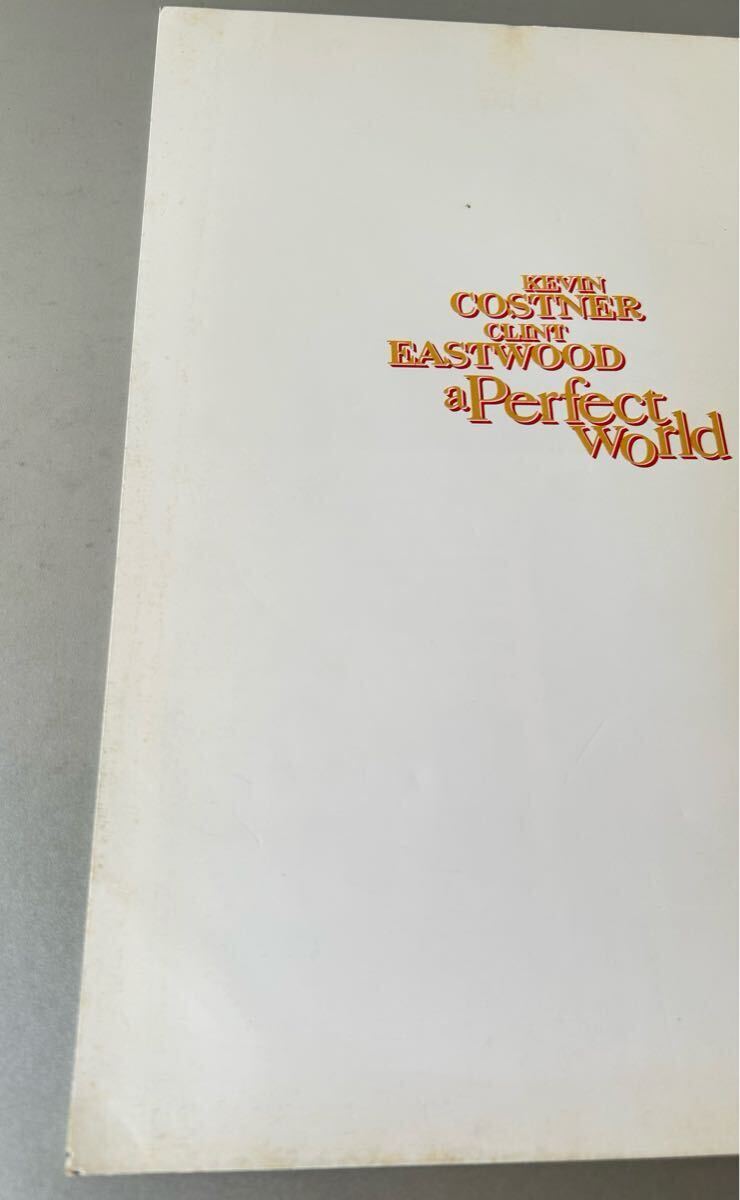 KEVIN
COSTNER
CLINT
EASTWOOD
a Perfect
World